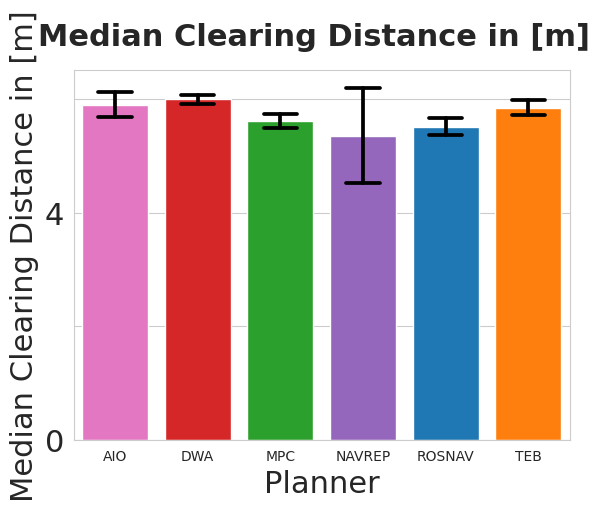 Median Clearing Distance in [m]
Median Clearing Distance in [m]
4
0
AIO DWA MPC NAVREP ROSNAV TEB
Planner